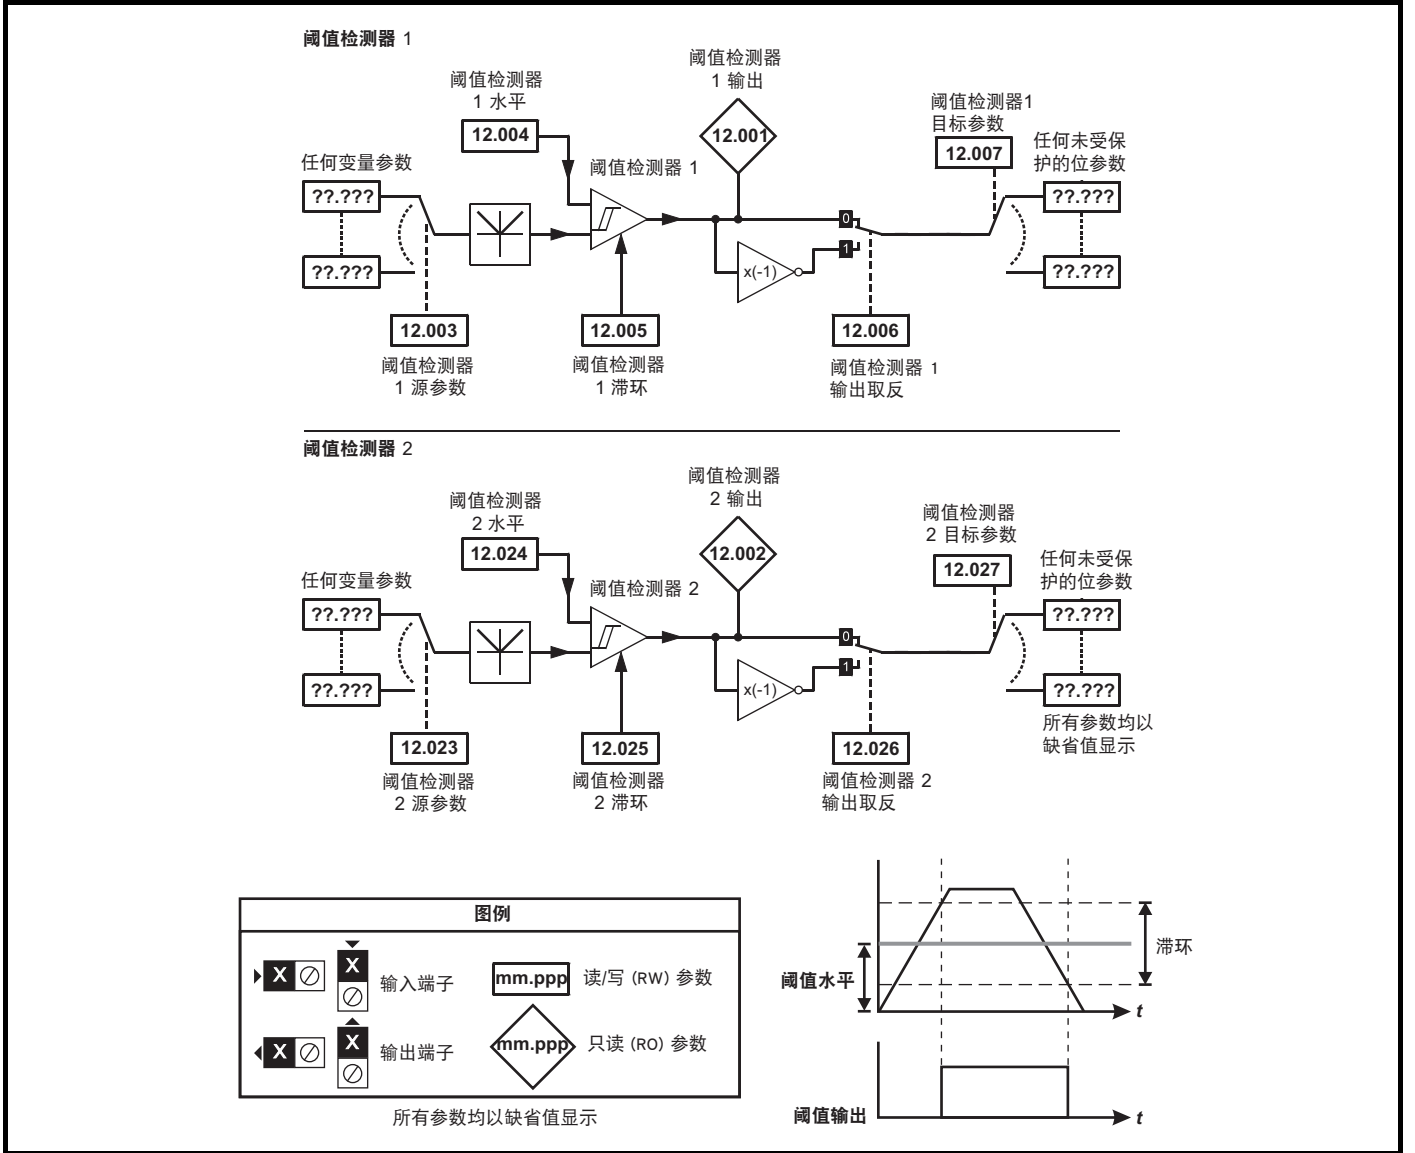 阈值检测器 1
阈值检测器
1 水平
12.004
阈值检测器
1 输出
12.001
阈值检测器1
目标参数
12.007
任何变量参数
??.???
??.???
阈值检测器 1
x(-1)
0
1
任何未受保
护的位参数
??.???
??.???
12.003
阈值检测器
1 源参数
12.005
阈值检测器
1 滞环
12.006
阈值检测器 1
输出取反
阈值检测器 2
阈值检测器
2 水平
12.024
阈值检测器
2 输出
12.002
阈值检测器
2 目标参数
12.027
任何变量参数
??.???
??.???
阈值检测器 2
x(-1)
0
1
任何未受保
护的位参数
??.???
??.???
所有参数均以
缺省值显示
12.023
阈值检测器
2 源参数
12.025
阈值检测器
2 滞环
12.026
阈值检测器 2
输出取反
图例
X
X
输入端子
mm.ppp
读/写 (RW) 参数
X
X
输出端子
mm.ppp
只读 (RO) 参数
所有参数均以缺省值显示
阈值水平
滞环
t
阈值输出
t